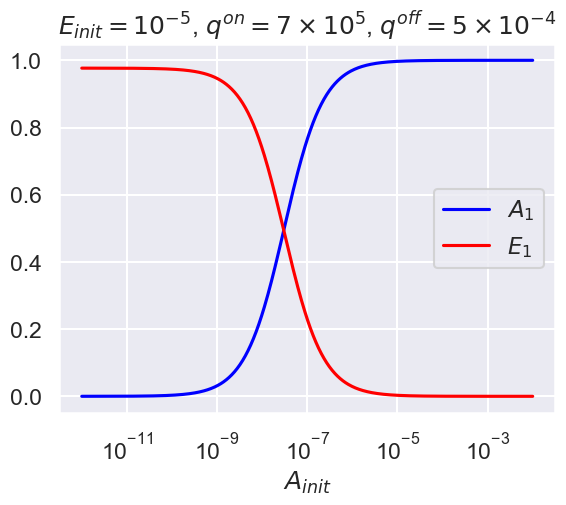 $E_{init} = 10^{-5}$, $q^{on} = 7 \times 10^{5}$, $q^{off} = 5 \times 10^{-4}$
1.0
0.8
0.6
0.4
0.2
0.0
$A_1$
$E_1$
$10^{-11}$ $10^{-9}$ $10^{-7}$ $10^{-5}$ $10^{-3}$
$A_{init}$